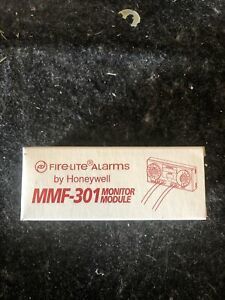 FIRE·LITE® ALARMS
by Honeywell
MMF-301 MONITOR MODULE